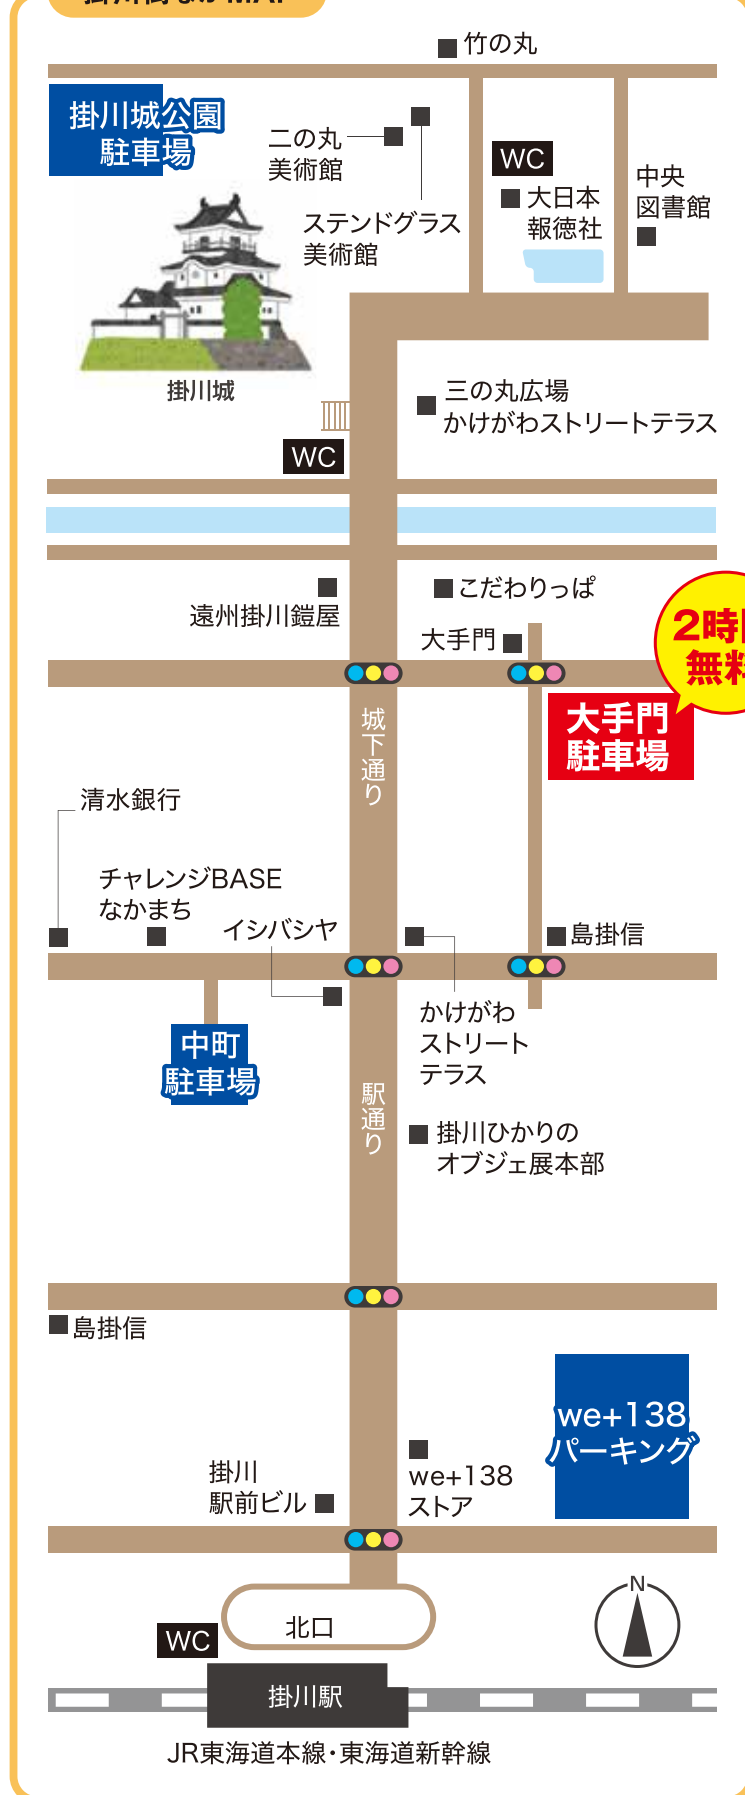 竹の丸
掛川城公園
駐車場
二の丸
美術館
ステンドグラス
美術館
WC
大日本
報徳社
中央
図書館
掛川城
三の丸広場
かけがわストリートテラス
WC
遠州掛川鎧屋
こだわりっぱ
大手門
2時
無料
大手門
駐車場
城下通り
清水銀行
チャレンジBASE
なかまち
イシバシヤ
島掛信
かけがわ
ストリート
テラス
中町
駐車場
駅通り
掛川ひかりの
オブジェ展本部
島掛信
we+138
パーキング
掛川
駅前ビル
we+138
ストア
N
北口
WC
掛川駅
JR東海道本線・東海道新幹線